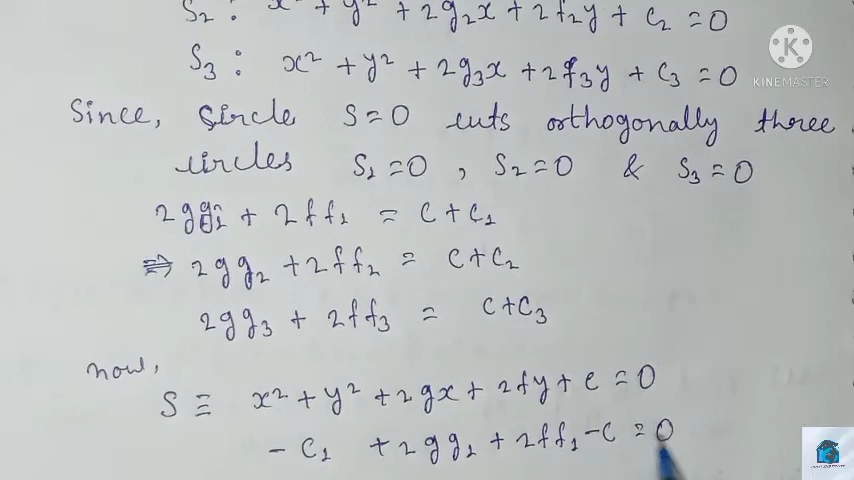 S₂ : x² + y² + 2g₂x + 2f₂y + c₂ = 0
S₃ : x² + y² + 2g₃x + 2f₃y + c₃ = 0
KINEMASTER
Since, Circle S=0 cuts orthogonally three
circles S₁=0 , S₂=0 & S₃=0
2gg₁ + 2ff₁ = c + c₁
⇒ 2gg₂ + 2ff₂ = c + c₂
2gg₃ + 2ff₃ = c + c₃
Now,
S ≡ x² + y² + 2gx + 2fy + c = 0
- c₁ + 2gg₁ + 2ff₁ - c = 0